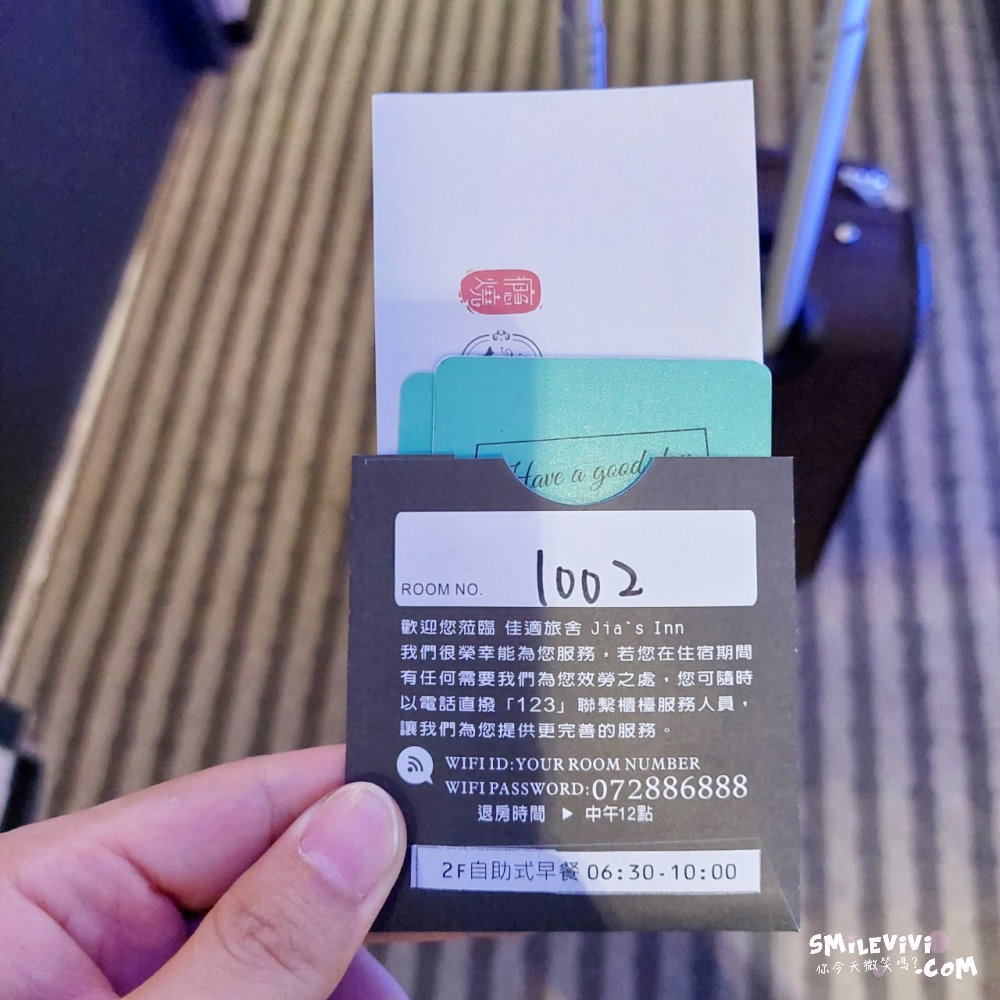 Have a good
ROOM NO. 1002
歡迎您蒞臨 佳適旅舍 Jia`s Inn
我們很榮幸能為您服務，若您在住宿期間
有任何需要我們為您效勞之處，您可隨時
以電話直撥「123」聯繫櫃檯服務人員，
讓我們為您提供更完善的服務。
WIFI ID:YOUR ROOM NUMBER
WIFI PASSWORD:072886888
退房時間 ▶ 中午12點
2F自助式早餐 06:30-10:00
SMiLEViVi
你今天微笑嗎?.COM